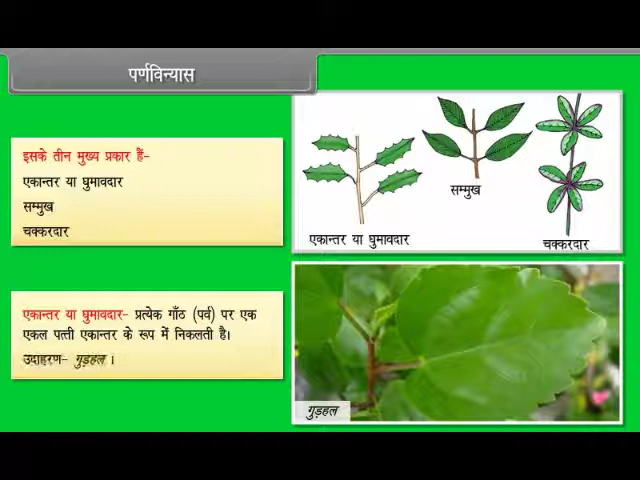 पर्णविन्यास
इसके तीन मुख्य प्रकार हैं-
एकान्तर या घुमावदार
सम्मुख
चक्करदार
एकान्तर या घुमावदार
सम्मुख
चक्करदार
एकान्तर या घुमावदार- प्रत्येक गाँठ (पर्व) पर एक
एकल पत्ती एकान्तर के रूप में निकलती है।
उदाहरण- गुड़हल ।
गुड़हल